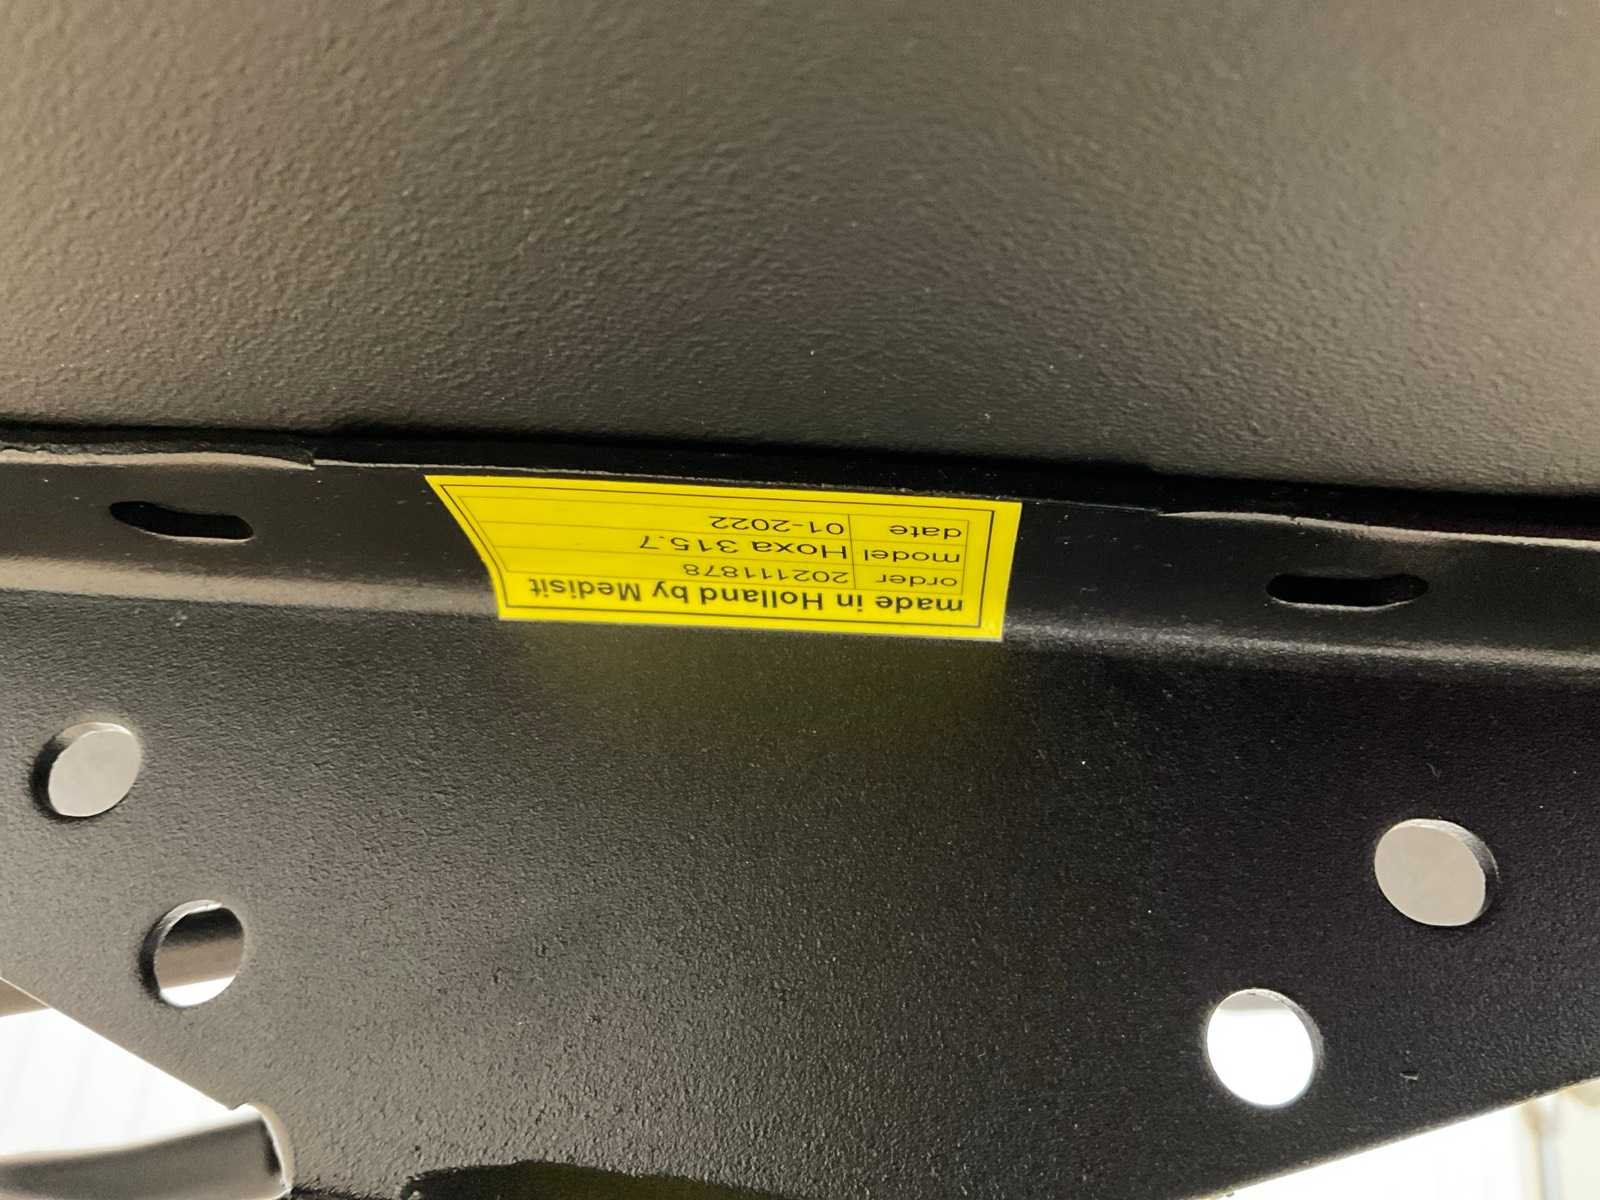 made in Holland by Medisit
order 202111878
model Hoxa 315.7
date 01-2022